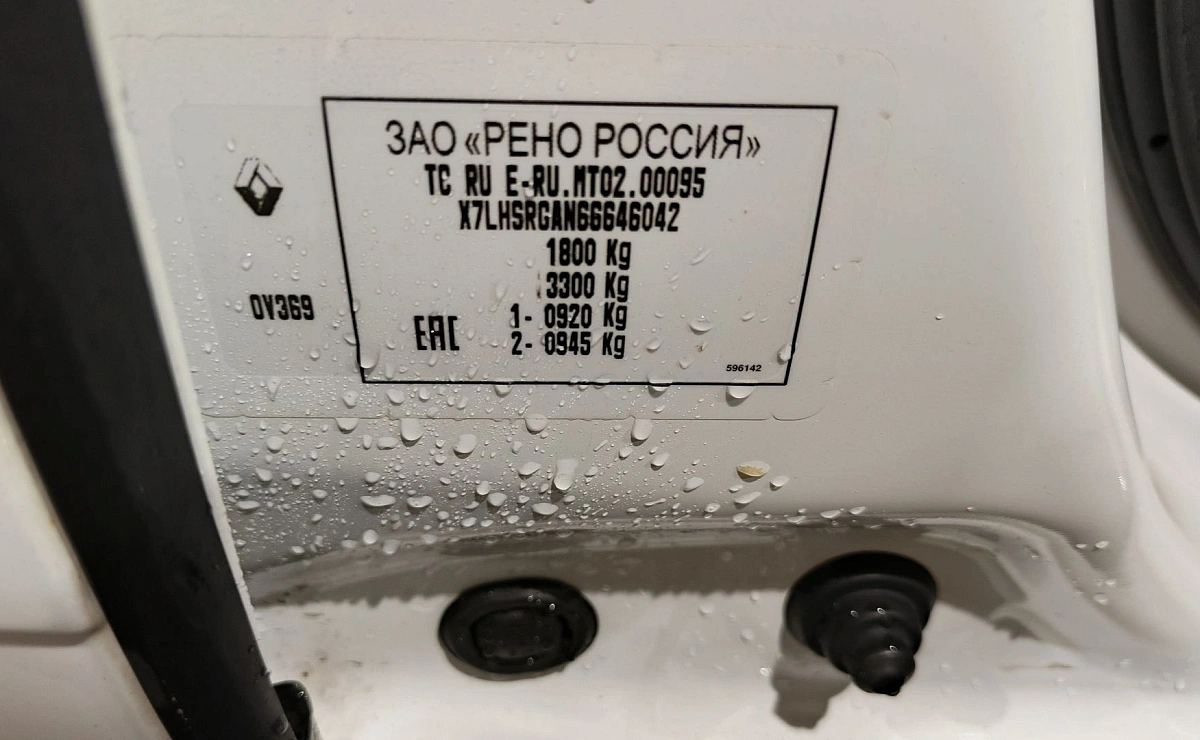 ЗАО «РЕНО РОССИЯ»
TC RU E-RU.MT02.00095
X7LHSRGAN66646042
1800 Kg
3300 Kg
1- 0920 Kg
2- 0945 Kg
EAC
0V369
596142